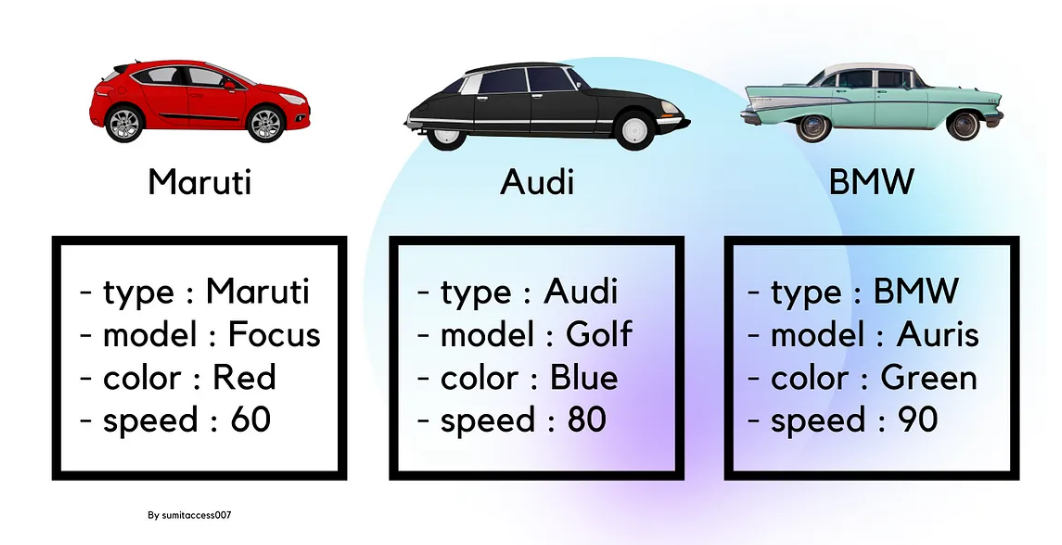 Maruti
Audi
BMW
- type : Maruti
- model : Focus
- color : Red
- speed : 60
- type : Audi
- model : Golf
- color : Blue
- speed : 80
- type : BMW
- model : Auris
- color : Green
- speed : 90
By sumitaccess007